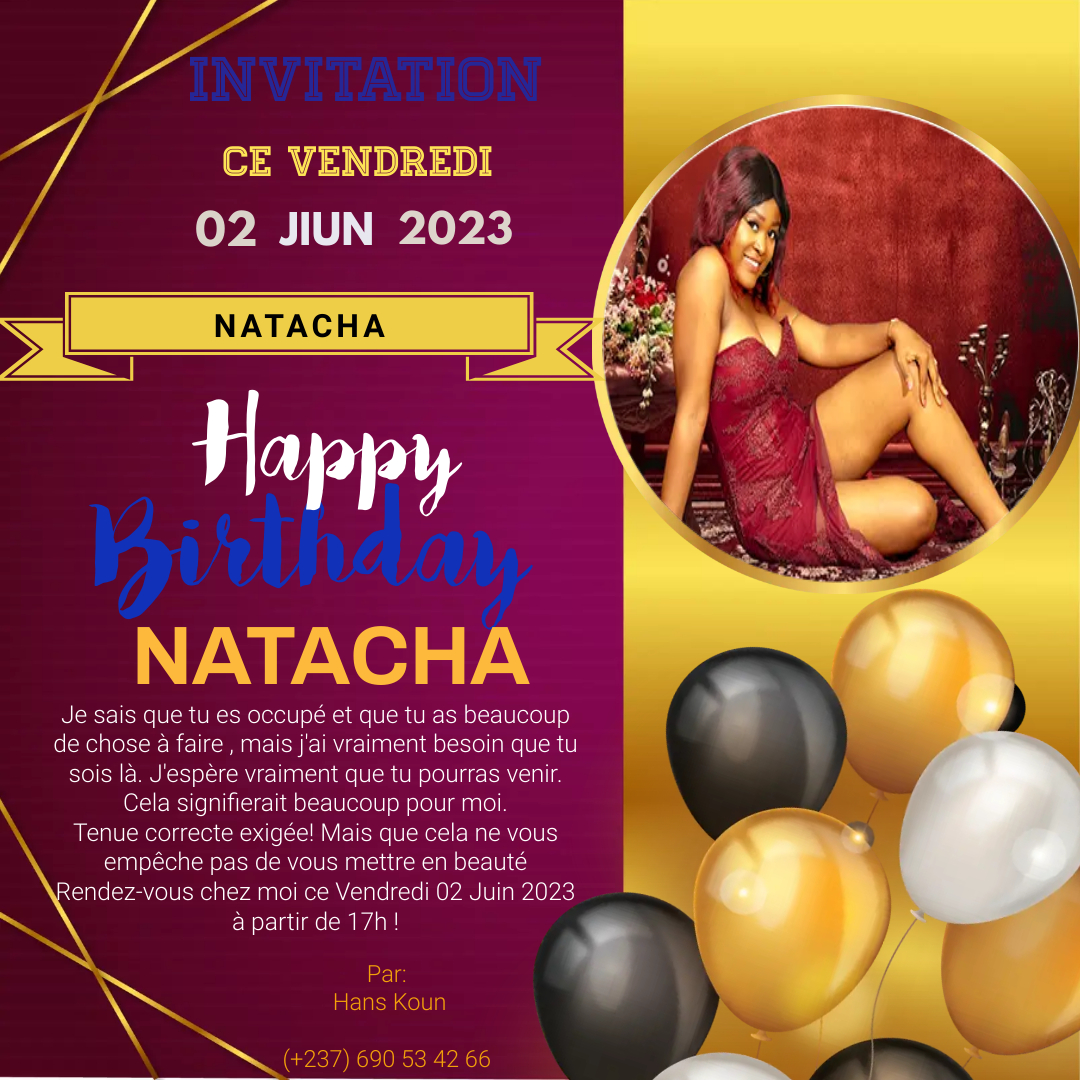 INVITATION
CE VENDREDI
02 JIUN 2023
NATACHA
Happy
Birthday
NATACHA
Je sais que tu es occupé et que tu as beaucoup
de chose à faire , mais j'ai vraiment besoin que tu
sois là. J'espère vraiment que tu pourras venir.
Cela signifierait beaucoup pour moi.
Tenue correcte exigée! Mais que cela ne vous
empêche pas de vous mettre en beauté
Rendez-vous chez moi ce Vendredi 02 Juin 2023
à partir de 17h !
Par:
Hans Koun
(+237) 690 53 42 66